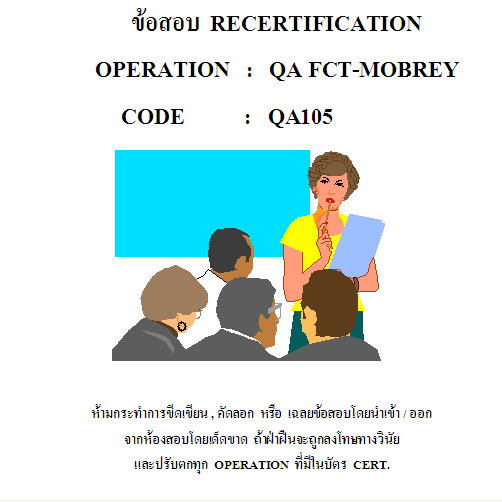 ข้อสอบ RECERTIFICATION
OPERATION : QA FCT-MOBREY
CODE : QA105
ห้ามกระทำการขีดเขียน , คัดลอก หรือ เฉลยข้อสอบโดยนำเข้า / ออก
จากห้องสอบโดยเด็ดขาด ถ้าฝ่าฝืนจะถูกลงโทษทางวินัย
และปรับตกทุก OPERATION ที่มีในบัตร CERT.